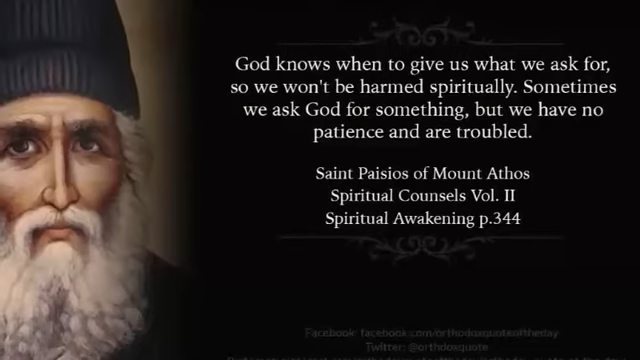 God knows when to give us what we ask for,
so we won't be harmed spiritually. Sometimes
we ask God for something, but we have no
patience and are troubled.
Saint Paisios of Mount Athos
Spiritual Counsels Vol. II
Spiritual Awakening p.344
Facebook: facebook.com/orthodoxquoteoftheday
Twitter: @orthdoxquote